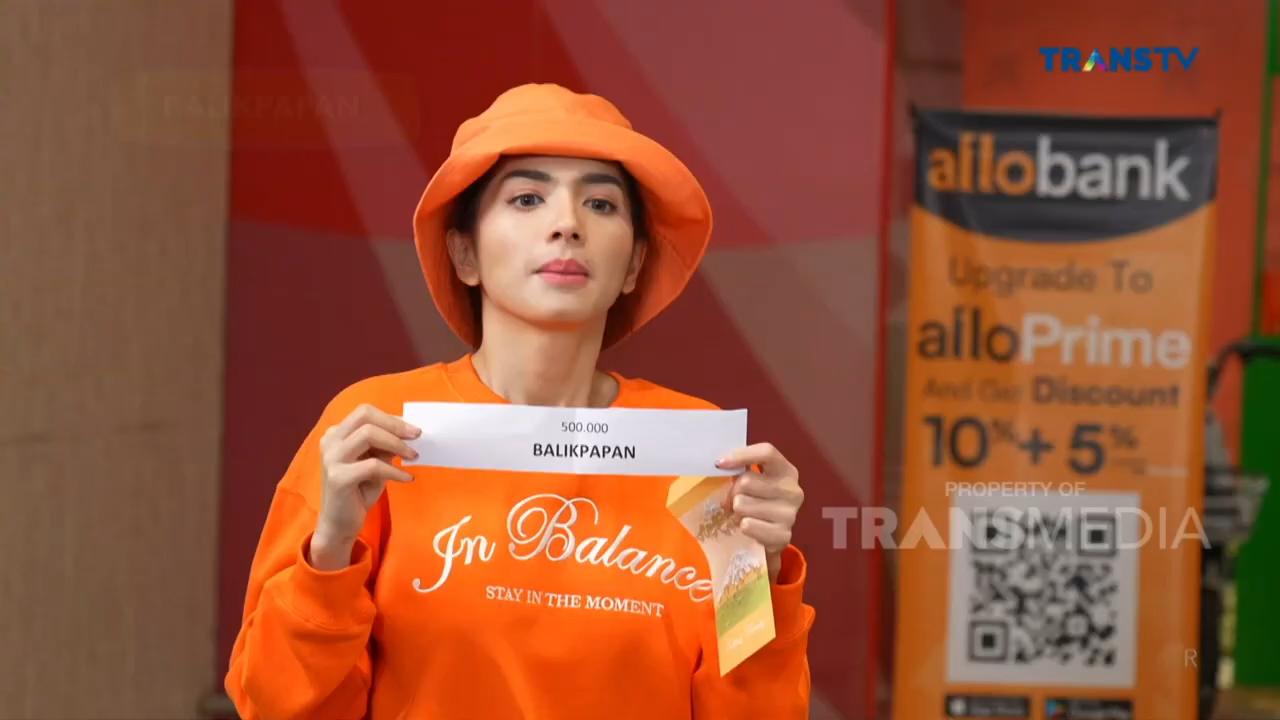 TRANSTV
BALIKPAPAN
allobank
Upgrade To
alloPrime
And Get Discount
10%+ 5%
500.000
BALIKPAPAN
In Balance
STAY IN THE MOMENT
PROPERTY OF
TRANSMEDIA
R